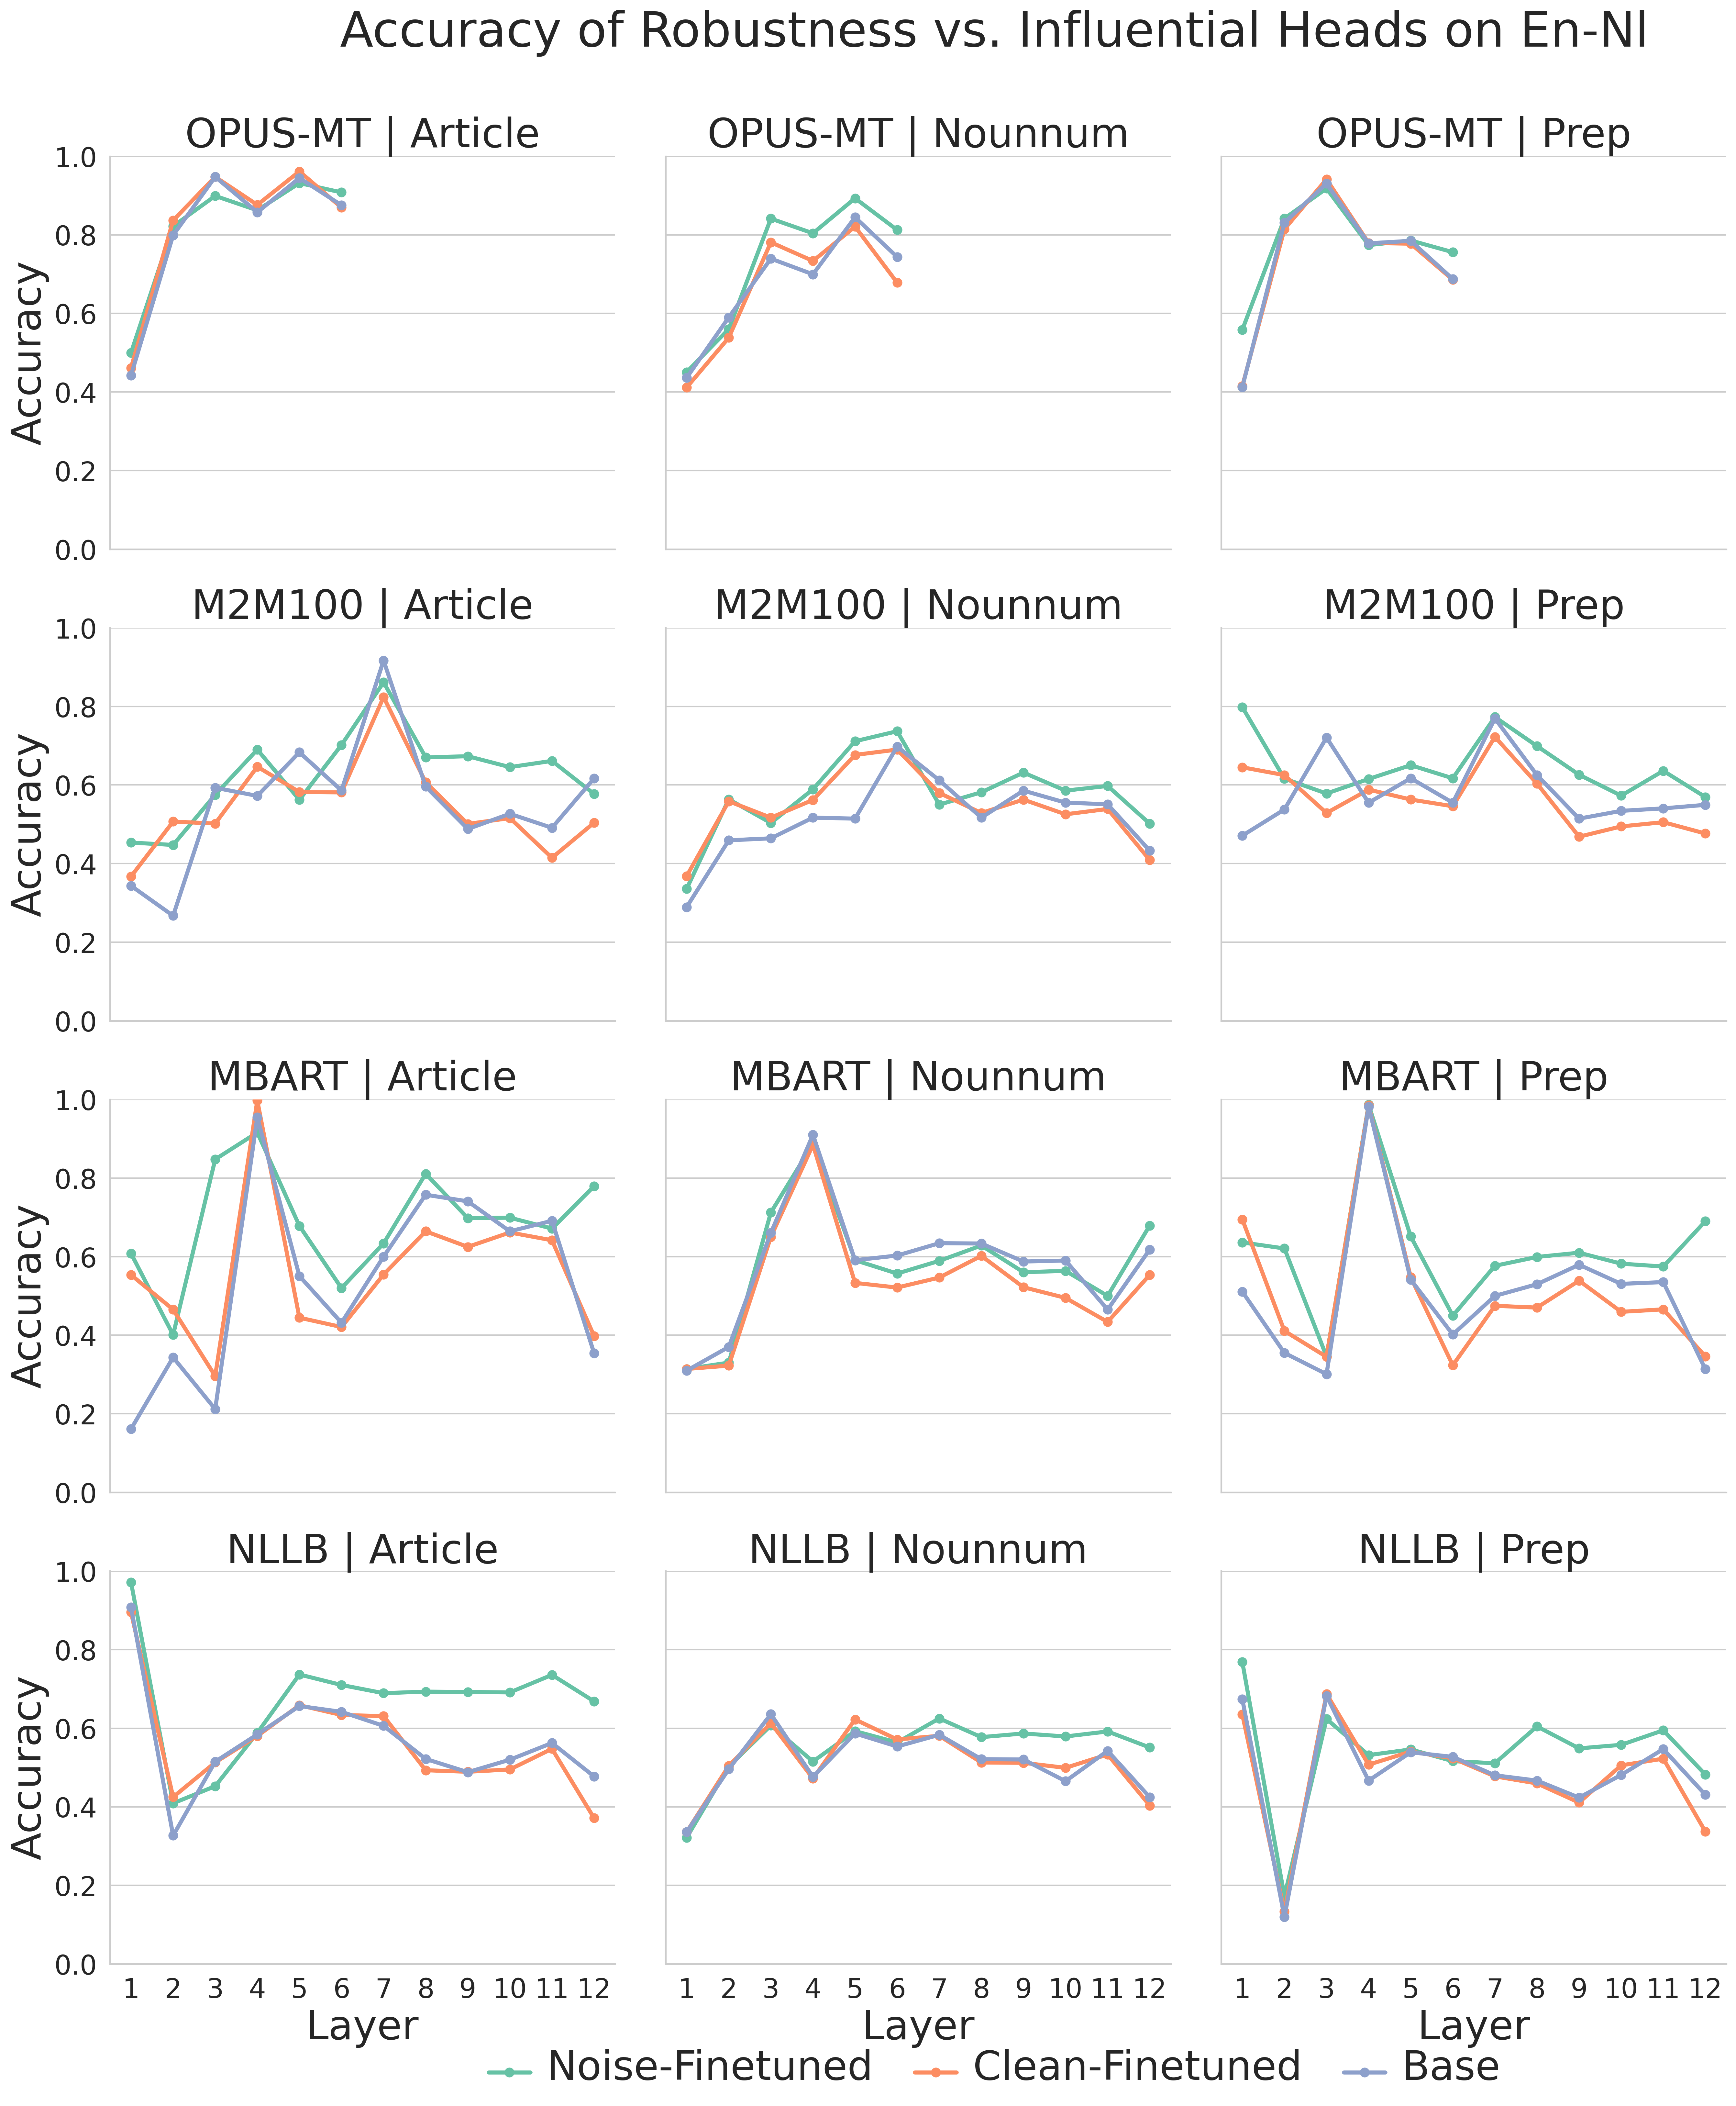 Accuracy of Robustness vs. Influential Heads on En-Nl
OPUS-MT | Article
OPUS-MT | Nounnum
OPUS-MT | Prep
1.0
0.8
0.6
0.4
0.2
0.0
Accuracy
M2M100 | Article
M2M100 | Nounnum
M2M100 | Prep
1.0
0.8
0.6
0.4
0.2
0.0
Accuracy
MBART | Article
MBART | Nounnum
MBART | Prep
1.0
0.8
0.6
0.4
0.2
0.0
Accuracy
NLLB | Article
NLLB | Nounnum
NLLB | Prep
1.0
0.8
0.6
0.4
0.2
0.0
Accuracy
1 2 3 4 5 6 7 8 9 10 11 12
1 2 3 4 5 6 7 8 9 10 11 12
1 2 3 4 5 6 7 8 9 10 11 12
Layer
Layer
Layer
Noise-Finetuned Clean-Finetuned Base